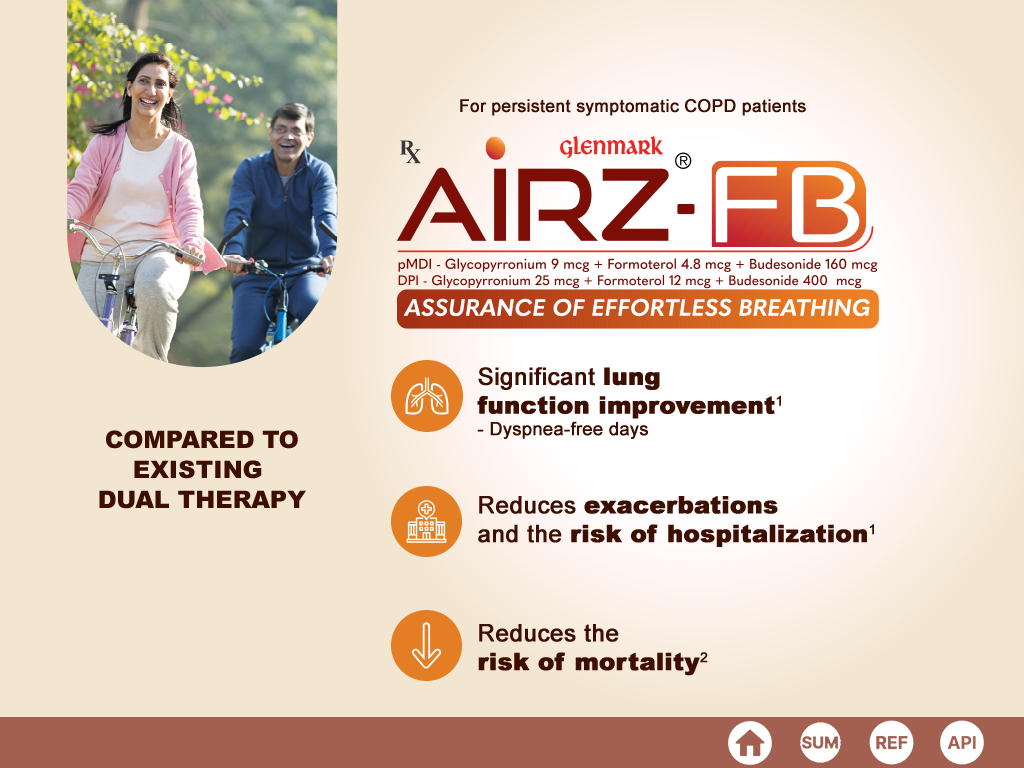 For persistent symptomatic COPD patients
Rx
glenmark
AIRZ-FB®
pMDI - Glycopyrronium 9 mcg + Formoterol 4.8 mcg + Budesonide 160 mcg
DPI - Glycopyrronium 25 mcg + Formoterol 12 mcg + Budesonide 400 mcg
ASSURANCE OF EFFORTLESS BREATHING
COMPARED TO
EXISTING
DUAL THERAPY
Significant lung
function improvement1
- Dyspnea-free days
Reduces exacerbations
and the risk of hospitalization1
Reduces the
risk of mortality2
SUM
REF
API